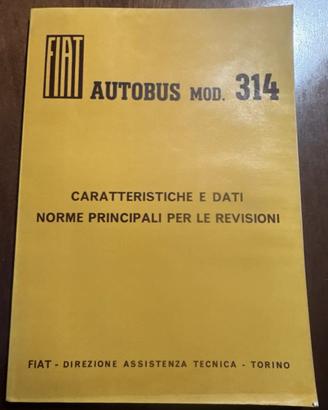 FIAT
AUTOBUS MOD. 314
CARATTERISTICHE E DATI
NORME PRINCIPALI PER LE REVISIONI
FIAT - DIREZIONE ASSISTENZA TECNICA - TORINO